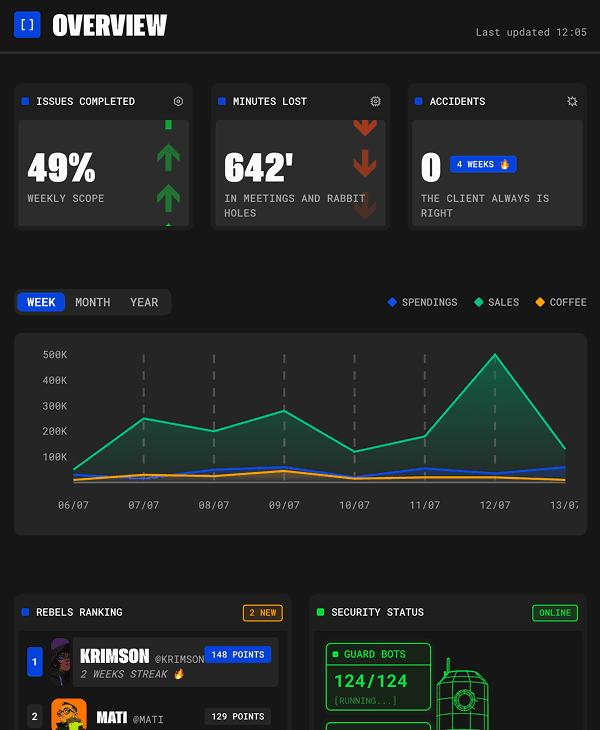 [ ] OVERVIEW
Last updated 12:05
ISSUES COMPLETED
49%
WEEKLY SCOPE
MINUTES LOST
642'
IN MEETINGS AND RABBIT
HOLES
ACCIDENTS
0 4 WEEKS 🔥
THE CLIENT ALWAYS IS
RIGHT
WEEK MONTH YEAR
SPENDINGS SALES COFFEE
500K
400K
300K
200K
100K
06/07 07/07 08/07 09/07 10/07 11/07 12/07 13/07
REBELS RANKING 2 NEW
1 KRIMSON @KRIMSON 148 POINTS
2 WEEKS STREAK 🔥
2 MATI @MATI 129 POINTS
SECURITY STATUS ONLINE
GUARD BOTS
124/124
[RUNNING...]